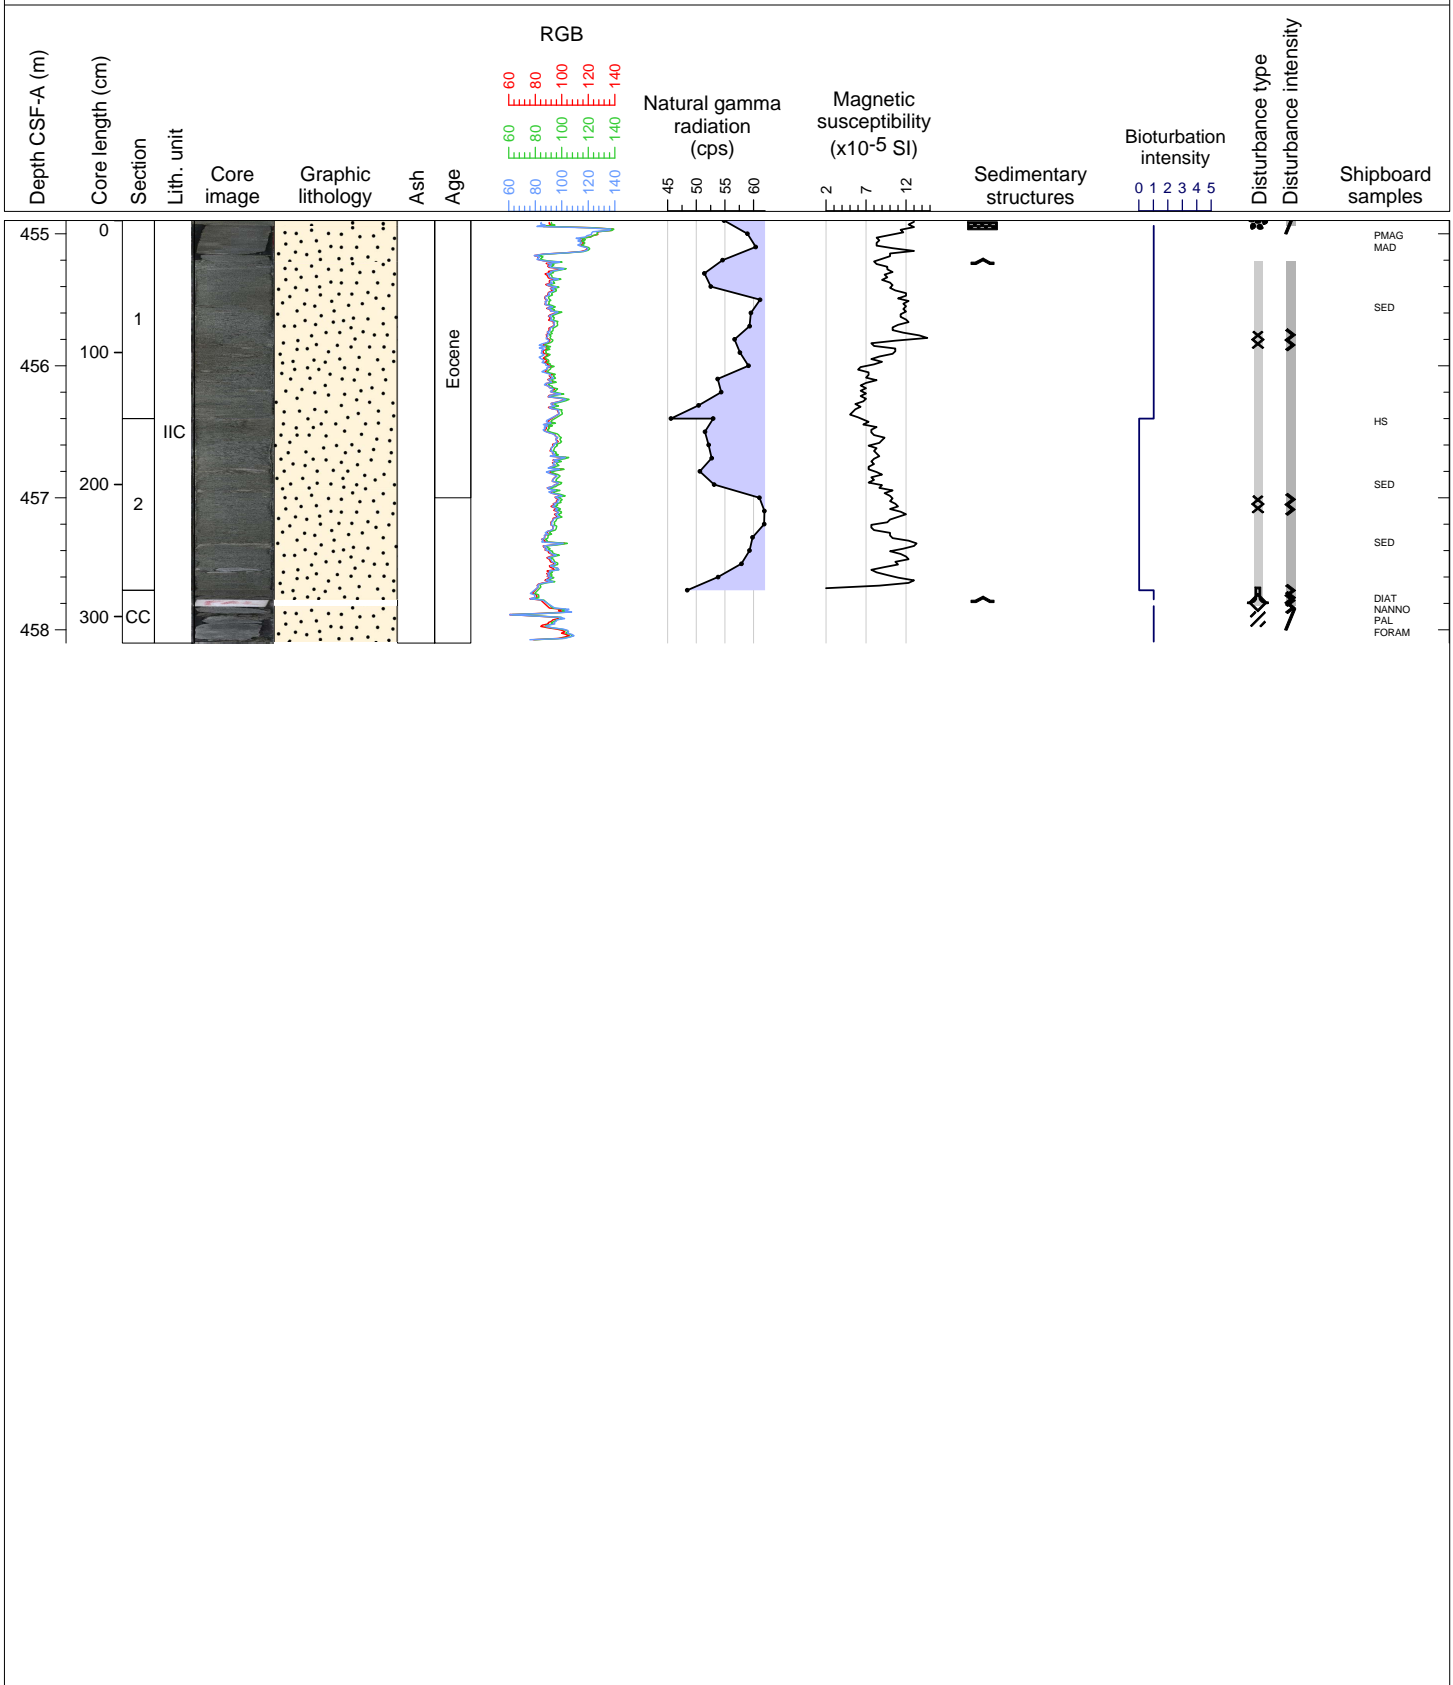 Depth CSF-A (m)
Core length (cm)
Section
Lith. unit
Core
image
Graphic
lithology
Ash
Age
RGB
60 80 100 120 140
60 80 100 120 140
60 80 100 120 140
Natural gamma
radiation
(cps)
45 50 55 60
Magnetic
susceptibility
(x10-5 SI)
2 7 12
Sedimentary
structures
Bioturbation
intensity
0 1 2 3 4 5
Disturbance type
Disturbance intensity
Shipboard
samples
455
456
457
458
0
100
200
300
1
2
CC
IIC
Eocene
PMAG
MAD
SED
HS
SED
SED
DIAT
NANNO
PAL
FORAM